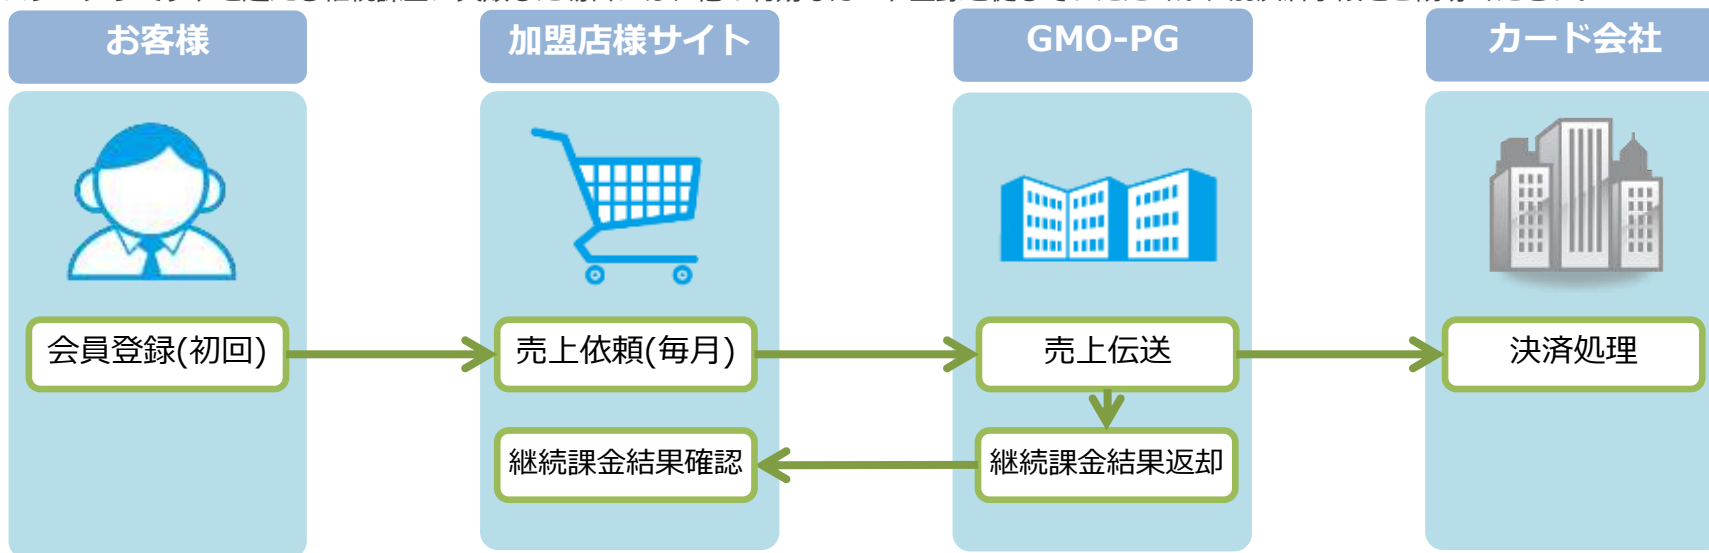 お客様
加盟店様サイト
GMO-PG
カード会社
会員登録(初回)
売上依頼(毎月)
売上伝送
決済処理
継続課金結果確認
継続課金結果返却